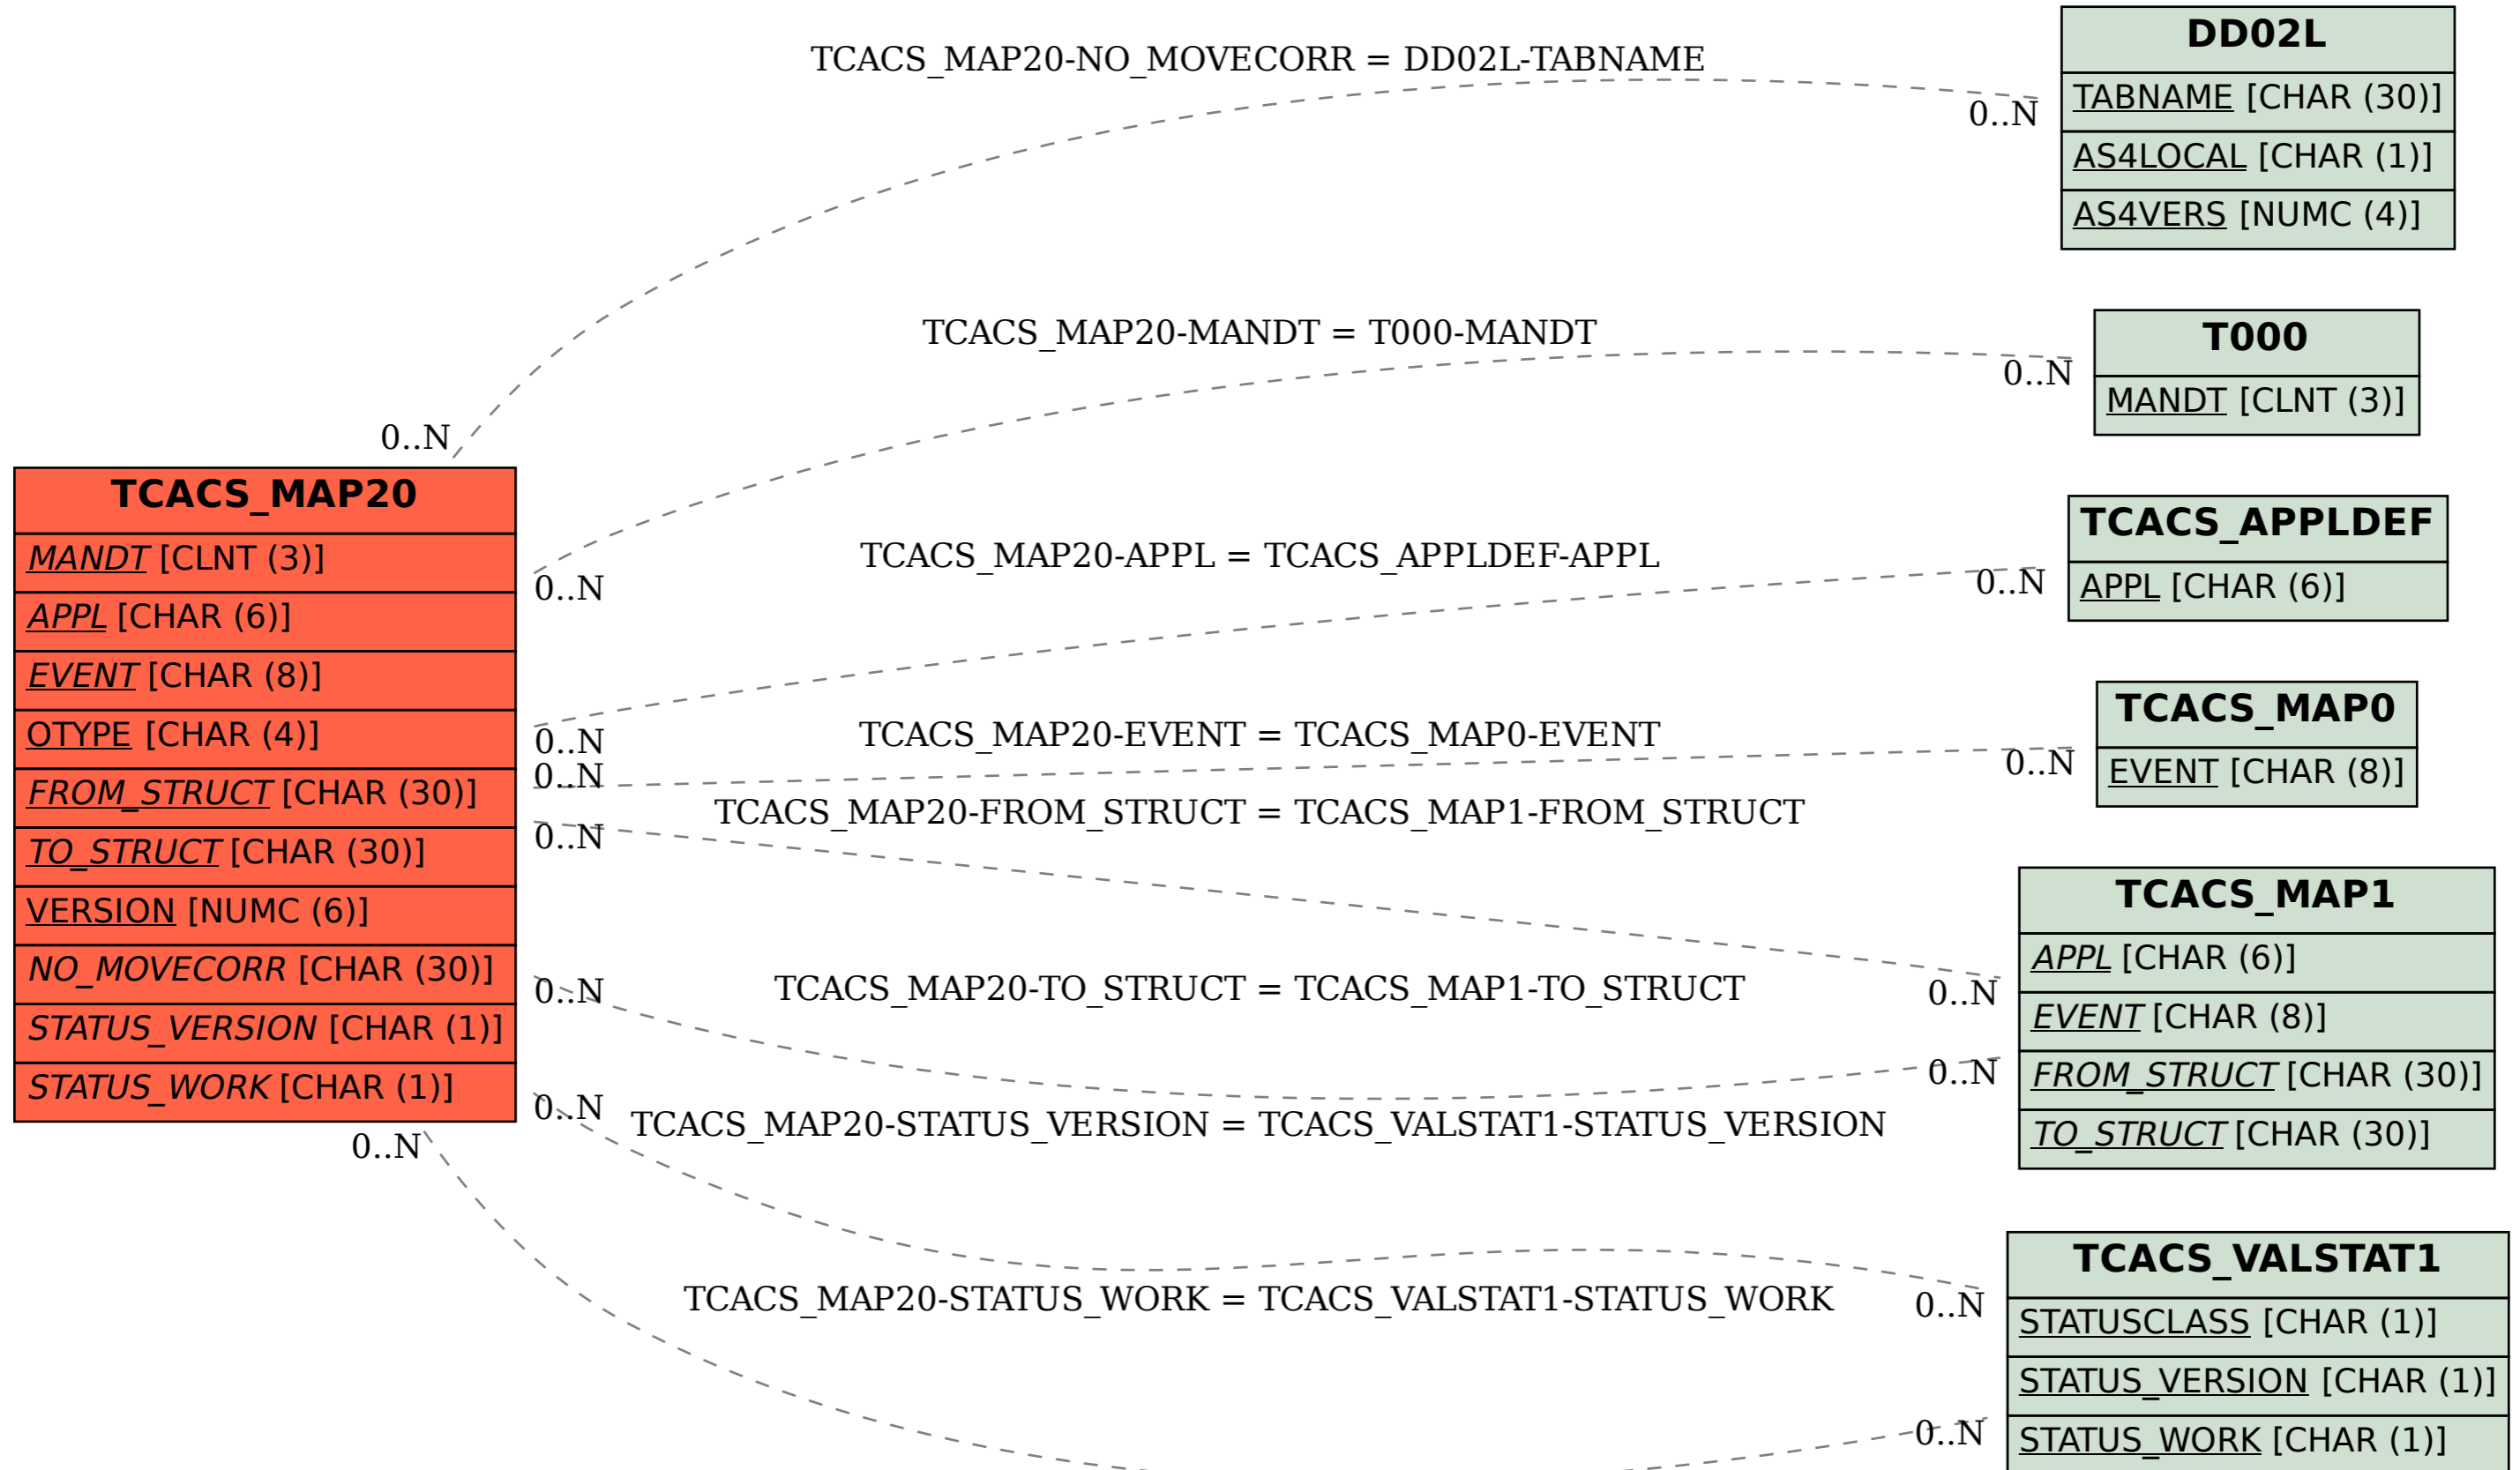 TCACS_MAP20
MANDT [CLNT (3)]
APPL [CHAR (6)]
EVENT [CHAR (8)]
OTYPE [CHAR (4)]
FROM_STRUCT [CHAR (30)]
TO_STRUCT [CHAR (30)]
VERSION [NUMC (6)]
NO_MOVECORR [CHAR (30)]
STATUS_VERSION [CHAR (1)]
STATUS_WORK [CHAR (1)]
TCACS_MAP20-NO_MOVECORR = DD02L-TABNAME
0..N
0..N
TCACS_MAP20-MANDT = T000-MANDT
0..N
0..N
TCACS_MAP20-APPL = TCACS_APPLDEF-APPL
0..N
0..N
TCACS_MAP20-EVENT = TCACS_MAP0-EVENT
0..N
0..N
TCACS_MAP20-FROM_STRUCT = TCACS_MAP1-FROM_STRUCT
0..N
0..N
TCACS_MAP20-TO_STRUCT = TCACS_MAP1-TO_STRUCT
0..N
0..N
TCACS_MAP20-STATUS_VERSION = TCACS_VALSTAT1-STATUS_VERSION
0..N
0..N
TCACS_MAP20-STATUS_WORK = TCACS_VALSTAT1-STATUS_WORK
0..N
0..N
DD02L
TABNAME [CHAR (30)]
AS4LOCAL [CHAR (1)]
AS4VERS [NUMC (4)]
T000
MANDT [CLNT (3)]
TCACS_APPLDEF
APPL [CHAR (6)]
TCACS_MAP0
EVENT [CHAR (8)]
TCACS_MAP1
APPL [CHAR (6)]
EVENT [CHAR (8)]
FROM_STRUCT [CHAR (30)]
TO_STRUCT [CHAR (30)]
TCACS_VALSTAT1
STATUSCLASS [CHAR (1)]
STATUS_VERSION [CHAR (1)]
STATUS_WORK [CHAR (1)]